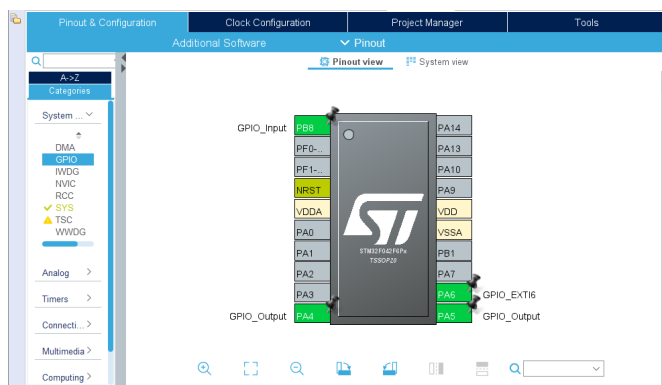 Pinout & Configuration Clock Configuration Project Manager Tools
Additional Software Pinout
Pinout view System view
A->Z
Categories
System ...
DMA
GPIO
IWDG
NVIC
RCC
SYS
TSC
WWDG
Analog
Timers
Connecti...
Multimedia
Computing
GPIO_Input PB8 PA14
PF0-.. PA13
PF1-.. PA10
NRST PA9
VDDA VDD
PA0 VSSA
PA1 PB1
PA2 PA7
PA3 PA6 GPIO_EXTI6
GPIO_Output PA4 PA5 GPIO_Output
ST
STM32F042F6Px
TSSOP20